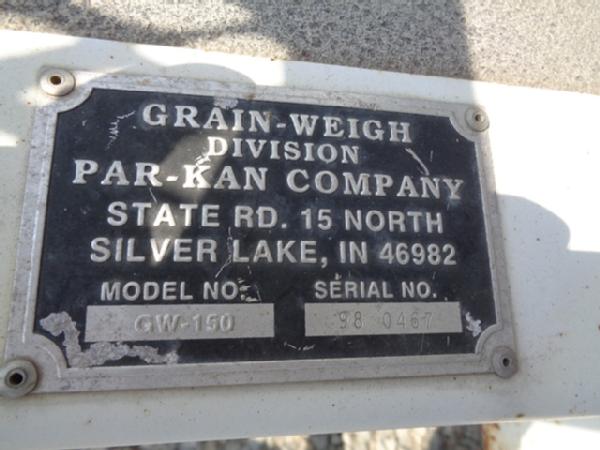 GRAIN-WEIGH
DIVISION
PAR-KAN COMPANY
STATE RD. 15 NORTH
SILVER LAKE, IN 46982
MODEL NO. SERIAL NO.
GW-150 98 0467